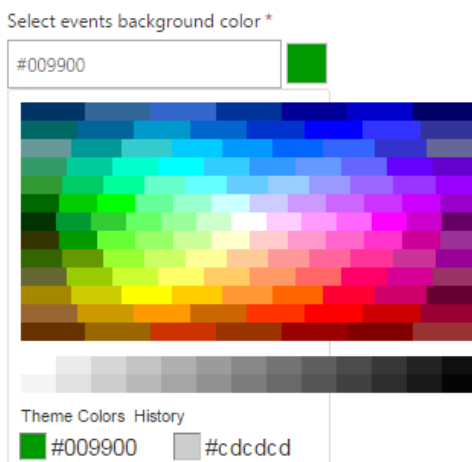 Select events background color *
#009900
Theme Colors History
#009900 #cdcdcd